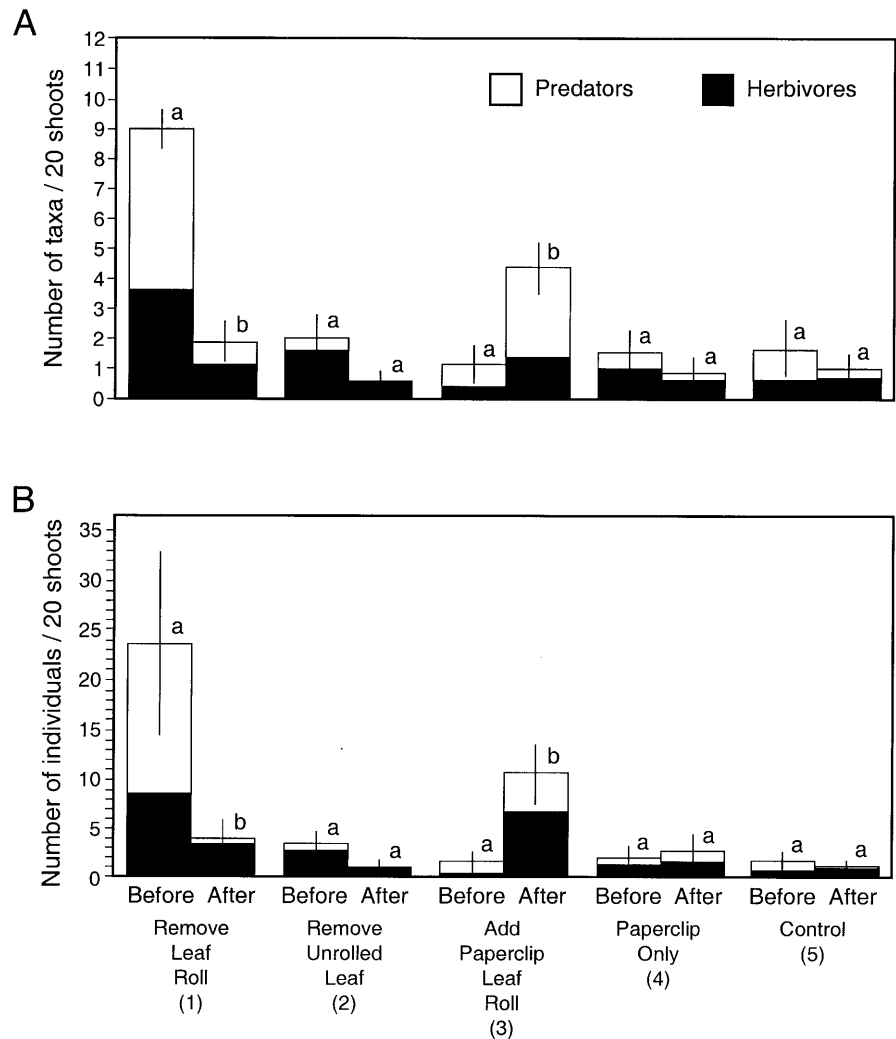 A
Number of taxa / 20 shoots
12
11
10
9
8
7
6
5
4
3
2
1
0
Predators
Herbivores
a
b
a
a
a
b
a
a
a
a
B
Number of individuals / 20 shoots
35
30
25
20
15
10
5
0
a
b
a
a
a
b
a
a
a
a
Before After Before After Before After Before After Before After
Remove
Leaf
Roll
(1)
Remove
Unrolled
Leaf
(2)
Add
Paperclip
Leaf
Roll
(3)
Paperclip
Only
(4)
Control
(5)